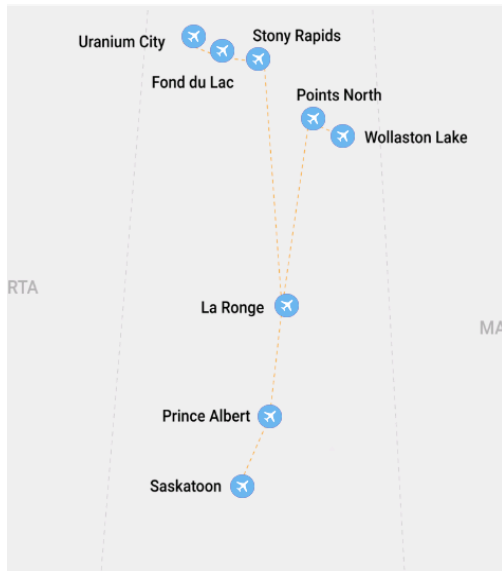 Uranium City
Stony Rapids
Fond du Lac
Points North
Wollaston Lake
RTA
La Ronge
MA
Prince Albert
Saskatoon